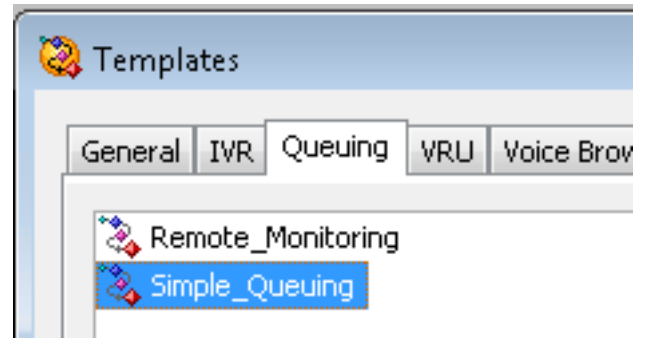 Templates
General IVR Queuing VRU Voice Brow
Remote_Monitoring
Simple_Queuing